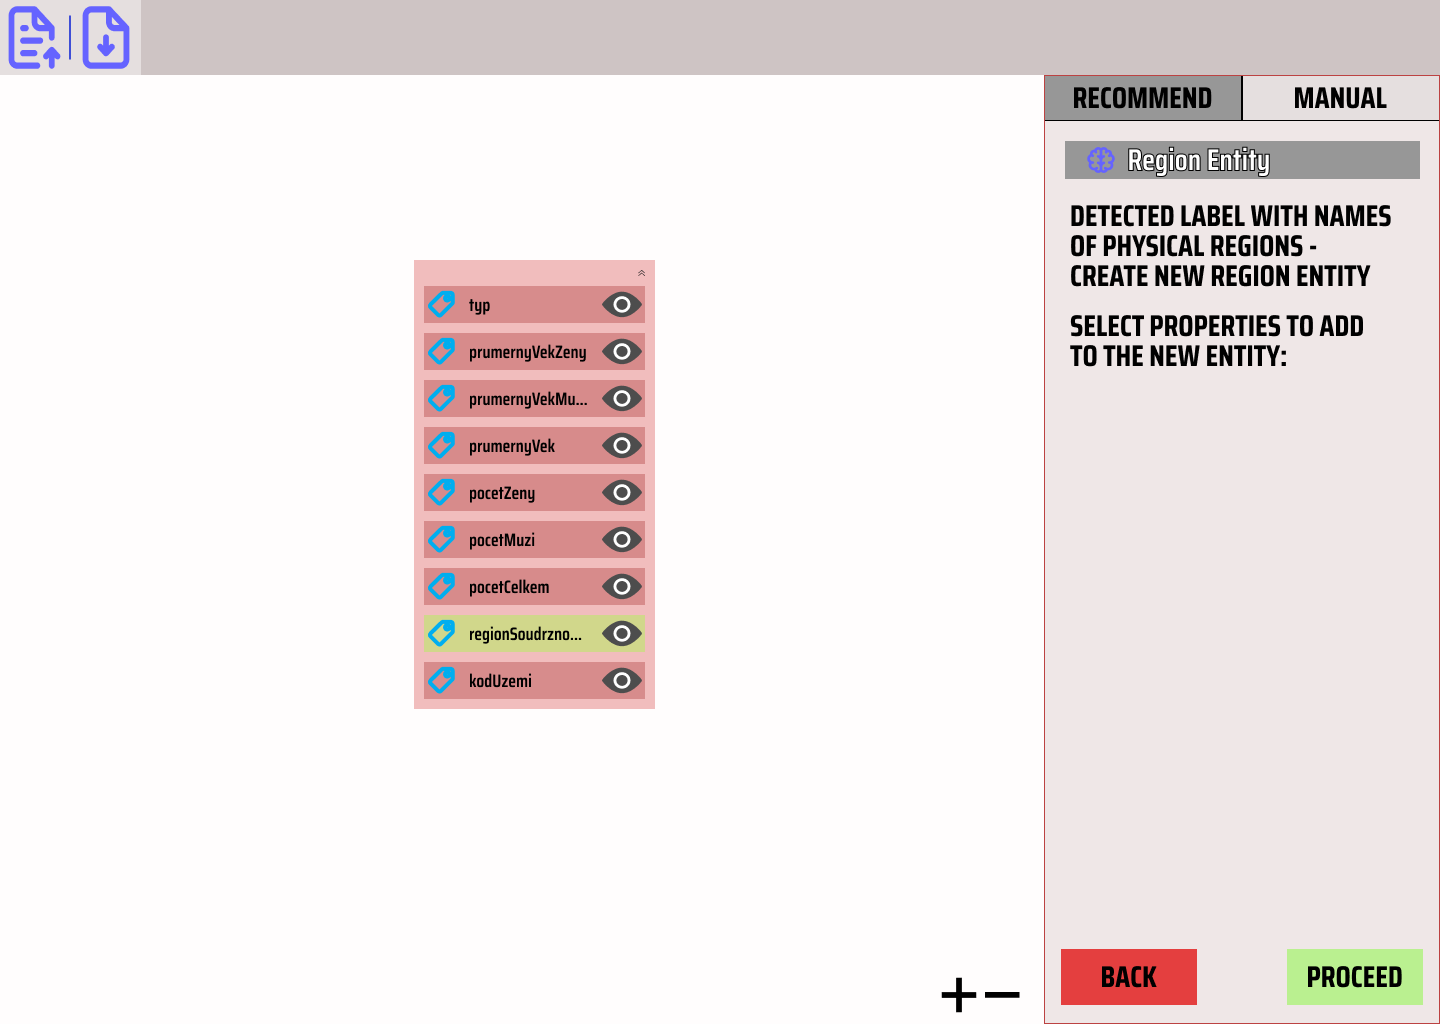 RECOMMEND
MANUAL
Region Entity
DETECTED LABEL WITH NAMES
OF PHYSICAL REGIONS -
CREATE NEW REGION ENTITY
SELECT PROPERTIES TO ADD
TO THE NEW ENTITY:
typ
prumernyVekZeny
prumernyVekMu...
prumernyVek
pocetZeny
pocetMuzi
pocetCelkem
regionSoudrzno...
kodUzemi
BACK
PROCEED